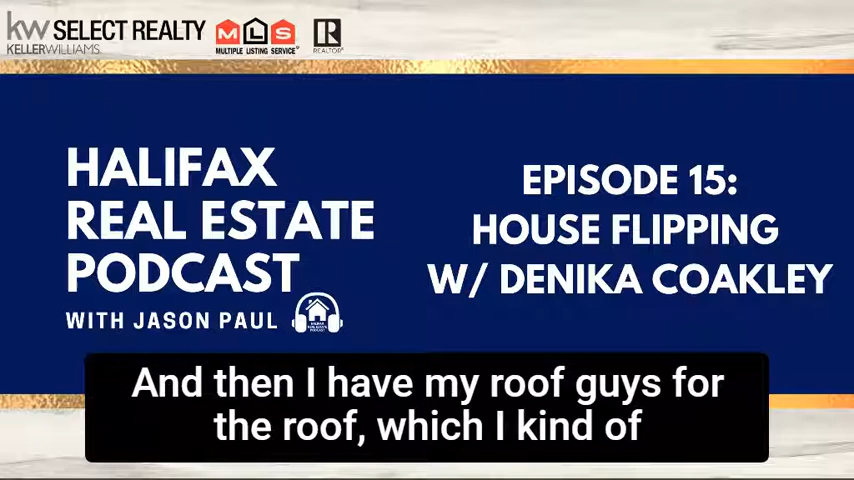 kw SELECT REALTY
KELLERWILLIAMS.
MLS
MULTIPLE LISTING SERVICE®
R
REALTOR®
HALIFAX
REAL ESTATE
PODCAST
WITH JASON PAUL
EPISODE 15:
HOUSE FLIPPING
W/ DENIKA COAKLEY
And then I have my roof guys for
the roof, which I kind of